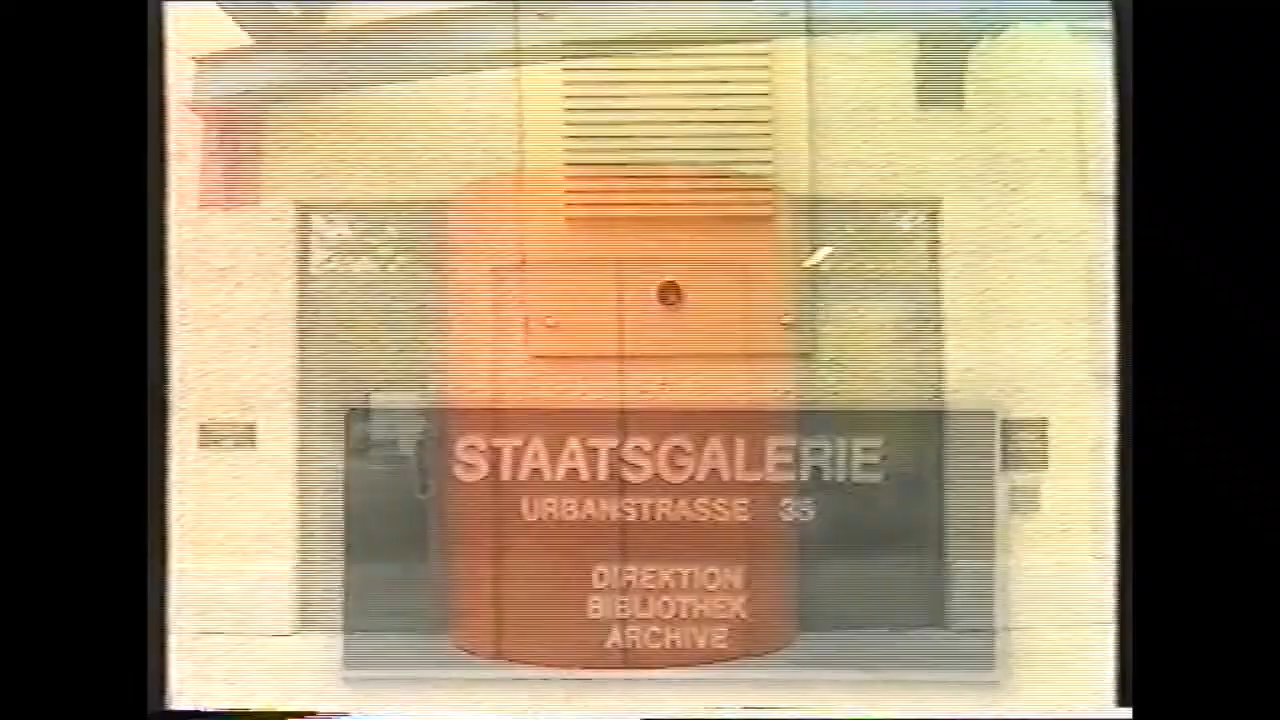 STAATSGALERIE
URBANSTRASSE 35
DIREKTION
BIBLIOTHEK
ARCHIVE